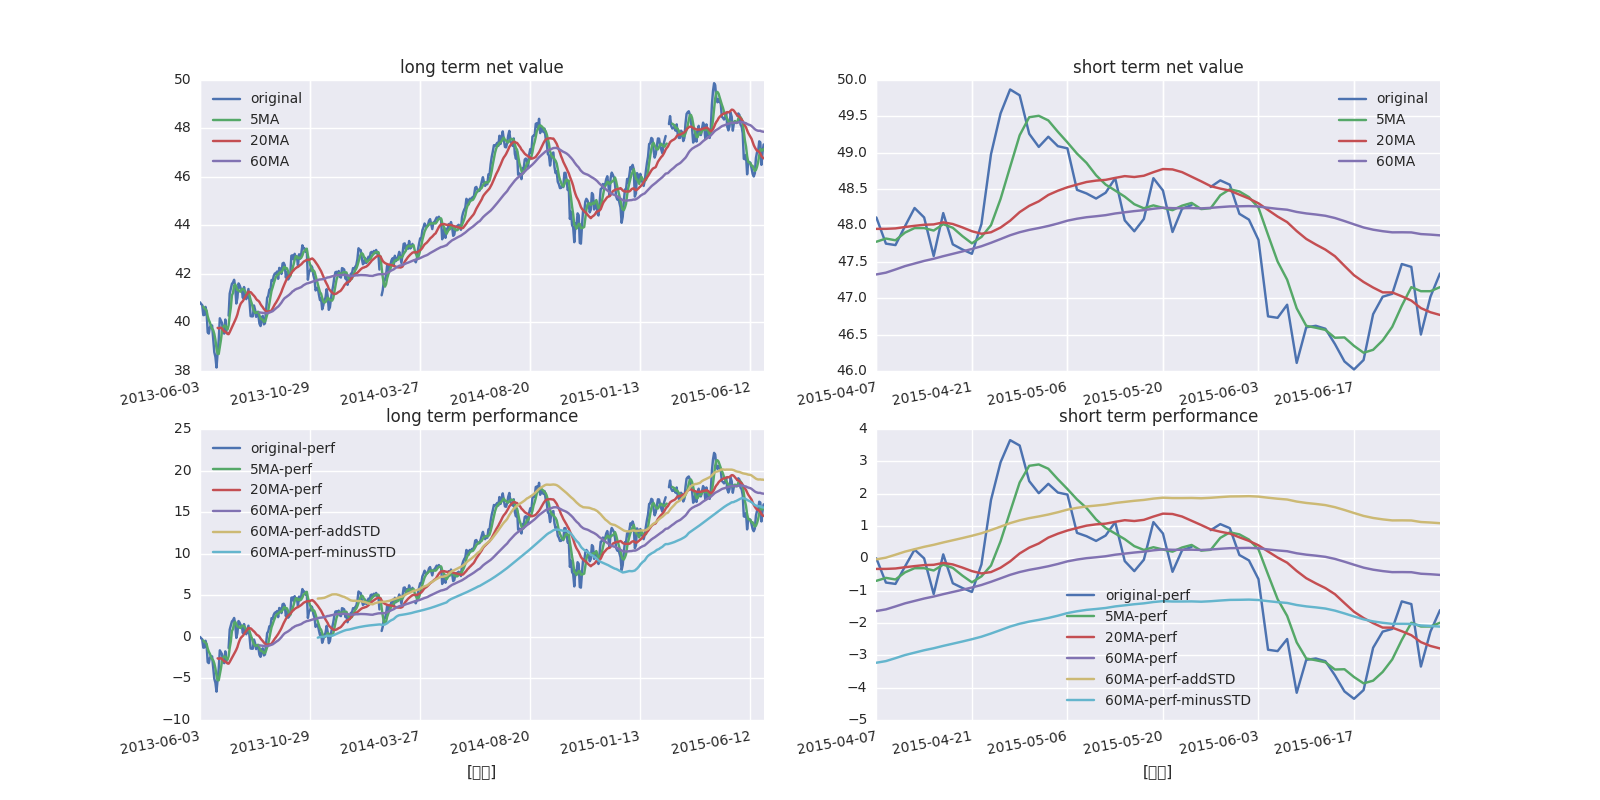 long term net value
50
48
46
44
42
40
38
original
5MA
20MA
60MA
2013-06-03
2013-10-29
2014-03-27
2014-08-20
2015-01-13
2015-06-12
short term net value
50.0
49.5
49.0
48.5
48.0
47.5
47.0
46.5
46.0
original
5MA
20MA
60MA
2015-04-07
2015-04-21
2015-05-06
2015-05-20
2015-06-03
2015-06-17
long term performance
25
20
15
10
5
0
−5
−10
original-perf
5MA-perf
20MA-perf
60MA-perf
60MA-perf-addSTD
60MA-perf-minusSTD
2013-06-03
2013-10-29
2014-03-27
2014-08-20
2015-01-13
2015-06-12
short term performance
4
3
2
1
0
−1
−2
−3
−4
−5
original-perf
5MA-perf
20MA-perf
60MA-perf
60MA-perf-addSTD
60MA-perf-minusSTD
2015-04-07
2015-04-21
2015-05-06
2015-05-20
2015-06-03
2015-06-17